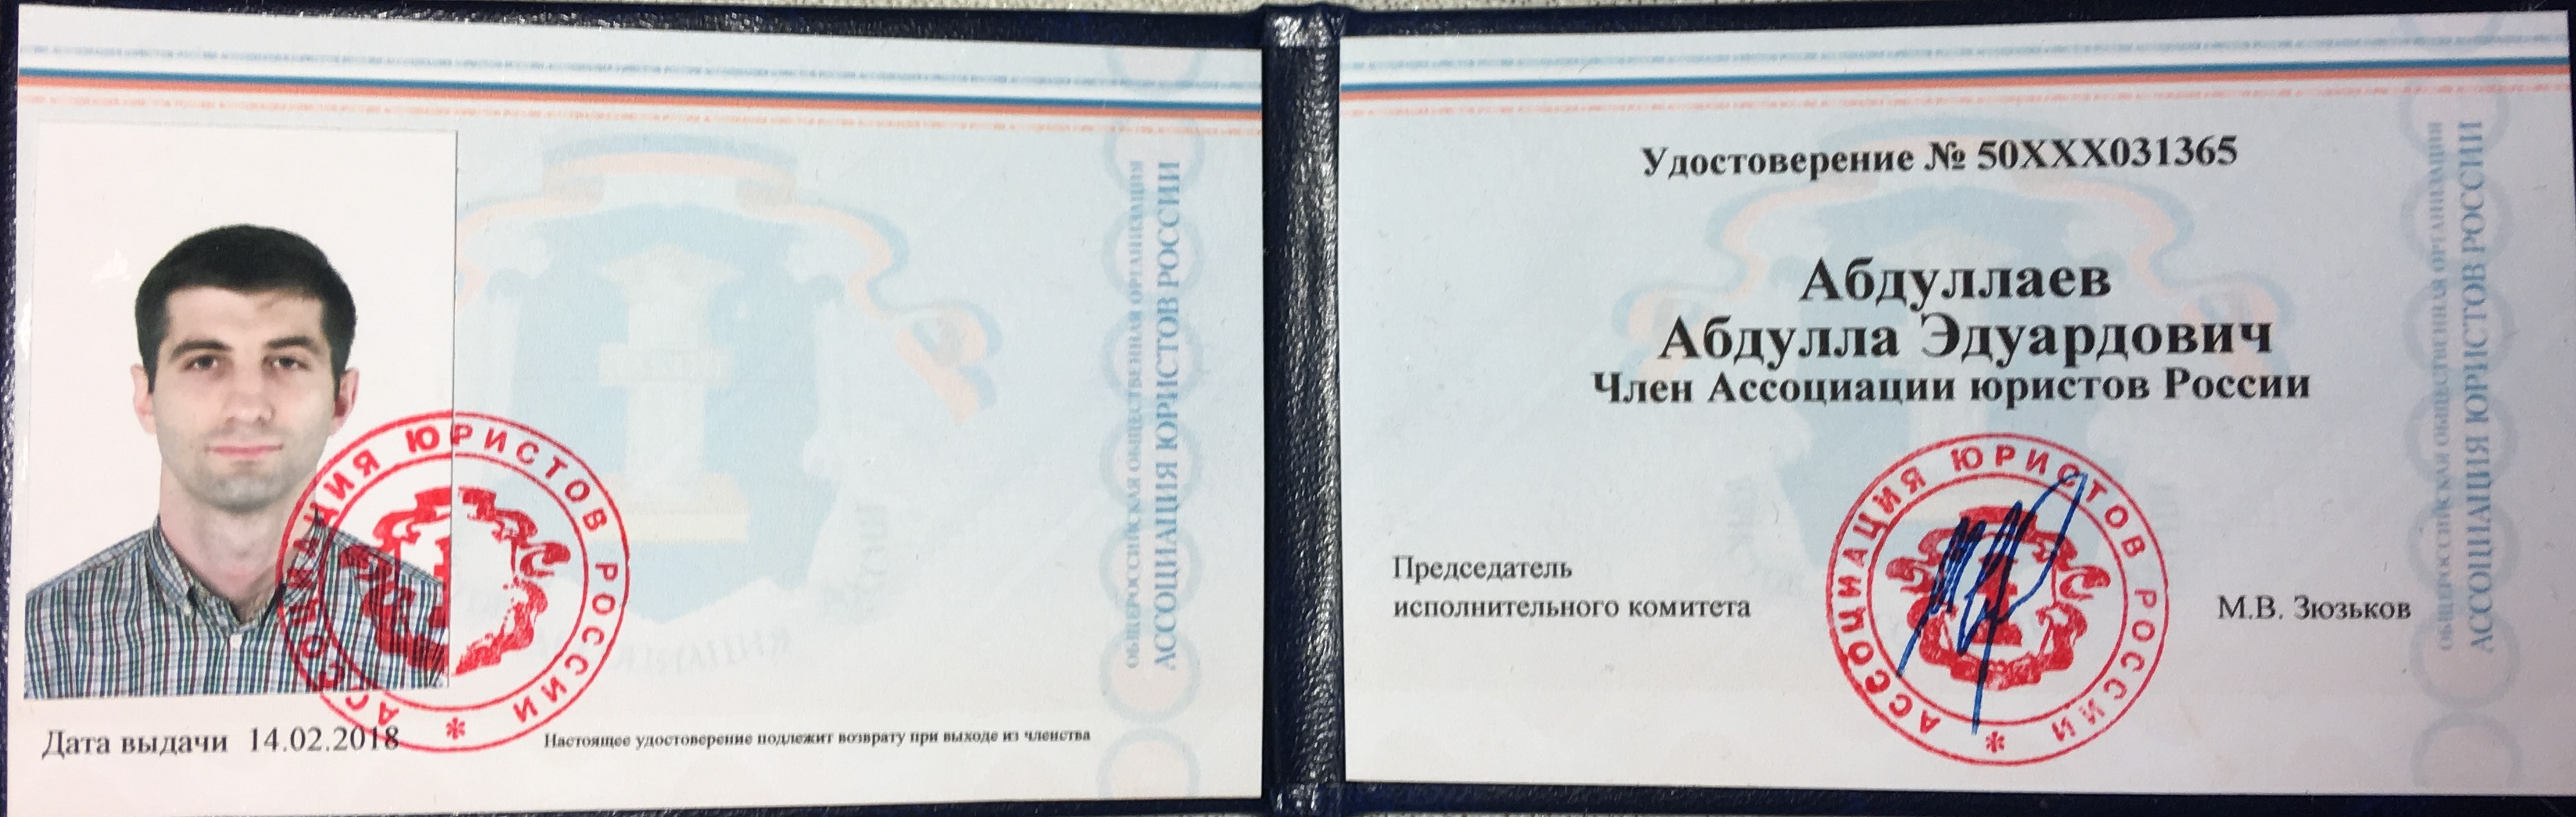 ОБЩЕРОССИЙСКАЯ ОБЩЕСТВЕННАЯ ОРГАНИЗАЦИЯ
АССОЦИАЦИЯ ЮРИСТОВ РОССИИ
АССОЦИАЦИЯ ЮРИСТОВ РОССИИ *
Дата выдачи 14.02.2018
Настоящее удостоверение подлежит возврату при выходе из членства
Удостоверение № 50XXX031365
Абдуллаев
Абдулла Эдуардович
Член Ассоциации юристов России
Председатель
исполнительного комитета
АССОЦИАЦИЯ ЮРИСТОВ РОССИИ *
М.В. Зюзьков
ОБЩЕРОССИЙСКАЯ ОБЩЕСТВЕННАЯ ОРГАНИЗАЦИЯ
АССОЦИАЦИЯ ЮРИСТОВ РОССИИ